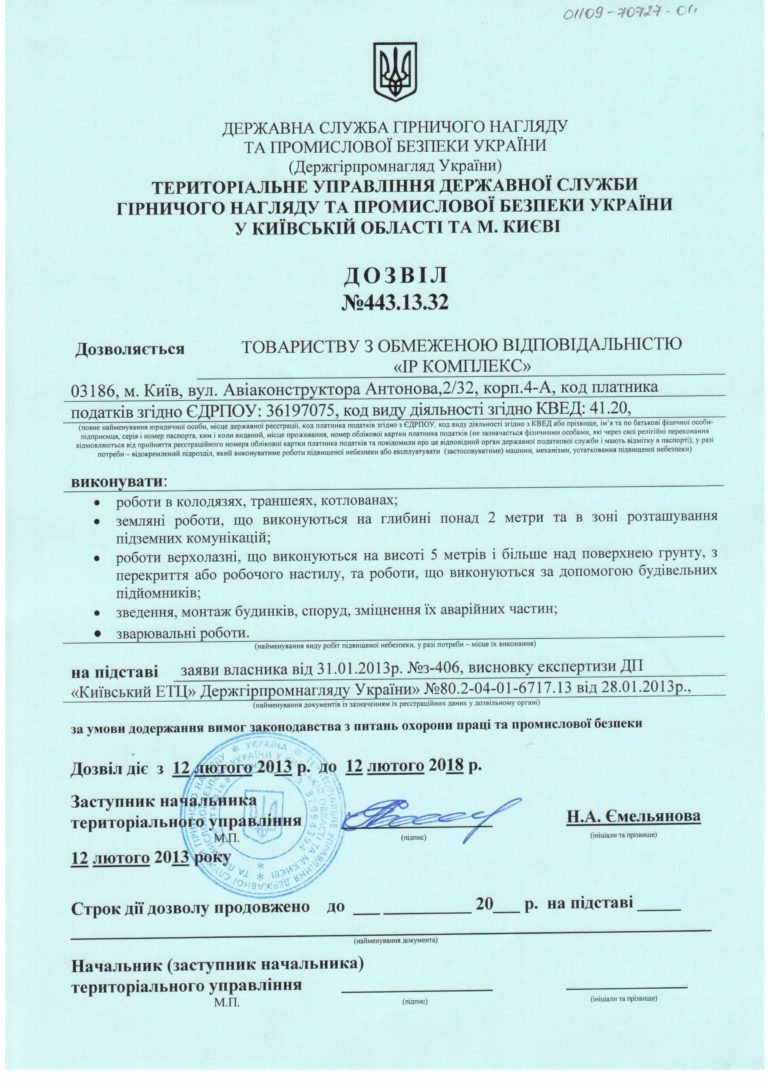 01109-70727-01
ДЕРЖАВНА СЛУЖБА ГІРНИЧОГО НАГЛЯДУ
ТА ПРОМИСЛОВОЇ БЕЗПЕКИ УКРАЇНИ
(Держгірпромнагляд України)
ТЕРИТОРІАЛЬНЕ УПРАВЛІННЯ ДЕРЖАВНОЇ СЛУЖБИ
ГІРНИЧОГО НАГЛЯДУ ТА ПРОМИСЛОВОЇ БЕЗПЕКИ УКРАЇНИ
У КИЇВСЬКІЙ ОБЛАСТІ ТА М. КИЄВІ
ДОЗВІЛ
№443.13.32
Дозволяється ТОВАРИСТВУ З ОБМЕЖЕНОЮ ВІДПОВІДАЛЬНІСТЮ
«ІР КОМПЛЕКС»
03186, м. Київ, вул. Авіаконструктора Антонова,2/32, корп.4-А, код платника
податків згідно ЄДРПОУ: 36197075, код виду діяльності згідно КВЕД: 41.20,
(повне найменування юридичної особи, місце державної реєстрації, код платника податків згідно з ЄДРПОУ, код виду діяльності згідно з КВЕД або прізвище, ім´я та по батькові фізичної особи-
підприємця, серія і номер паспорта, ким і коли виданий, місце проживання, номер облікової картки платника податків (не зазначається фізичними особами, які через свої релігійні переконання
відмовляються від прийняття реєстраційного номера облікової картки платника податків та повідомили про це відповідний орган державної податкової служби і мають відмітку в паспорті), у разі
потреби – відокремлений підрозділ, який виконуватиме роботи підвищеної небезпеки або експлуатувати (застосовуватиме) машини, механізми, устатковання підвищеної небезпеки)
виконувати:
• роботи в колодязях, траншеях, котлованах;
• земляні роботи, що виконуються на глибині понад 2 метри та в зоні розташування
підземних комунікацій;
• роботи верхолазні, що виконуються на висоті 5 метрів і більше над поверхнею грунту, з
перекриття або робочого настилу, та роботи, що виконуються за допомогою будівельних
підйомників;
• зведення, монтаж будинків, споруд, зміцнення їх аварійних частин;
• зварювальні роботи.
(найменування виду робіт підвищеної небезпеки, у разі потреби – місце їх виконання)
на підставі заяви власника від 31.01.2013р. №з-406, висновку експертизи ДП
«Київський ЕТЦ» Держгірпромнагляду України» №80.2-04-01-6717.13 від 28.01.2013р.,
(найменування документів із зазначенням їх реєстраційних даних у дозвільному органі)
за умови додержання вимог законодавства з питань охорони праці та промислової безпеки
Дозвіл діє з 12 лютого 2013 р. до 12 лютого 2018 р.
Заступник начальника
територіального управління Н.А. Ємельянова
М.П. (підпис) (ініціали та прізвище)
12 лютого 2013 року
Строк дії дозволу продовжено до ___ __________ 20___ р. на підставі _____
(найменування документа)
Начальник (заступник начальника)
територіального управління
М.П. (підпис) (ініціали та прізвище)